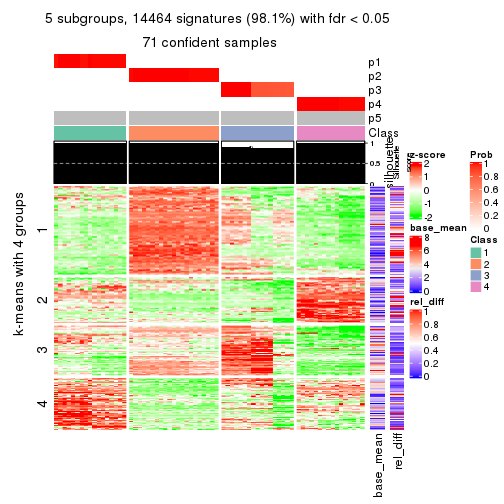 5 subgroups, 14464 signatures (98.1%) with fdr < 0.05
71 confident samples
p1
p2
p3
p4
p5
Class
1
0.5
0
silhouette
Silhouette
score
k-means with 4 groups
1
2
3
4
base_mean
rel_diff
z-score
2
1
0
-1
-2
base_mean
8
6
4
2
0
rel_diff
1
0.8
0.6
0.4
0.2
0
Prob
1
0.8
0.6
0.4
0.2
0
Class
1
2
3
4